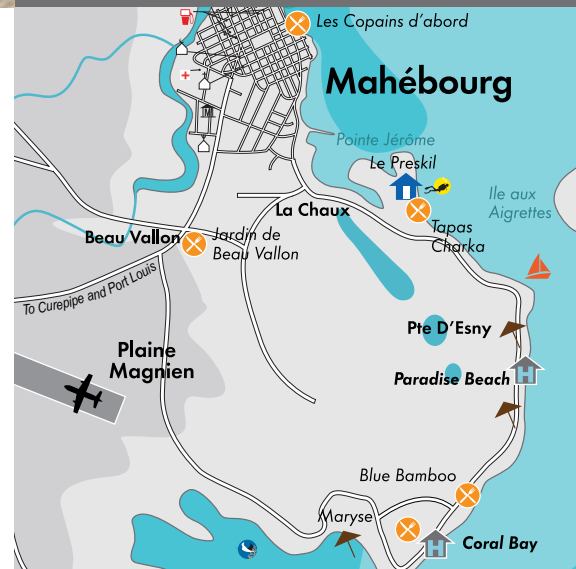 Les Copains d'abord
Mahébourg
Pointe Jérôme
Le Preskil
Ile aux
Aigrettes
La Chaux
Tapas
Charka
Beau Vallon
Jardin de
Beau Vallon
To Curepipe and Port Louis
Pte D'Esny
Plaine
Magnien
Paradise Beach
H
Blue Bamboo
Maryse
H
Coral Bay